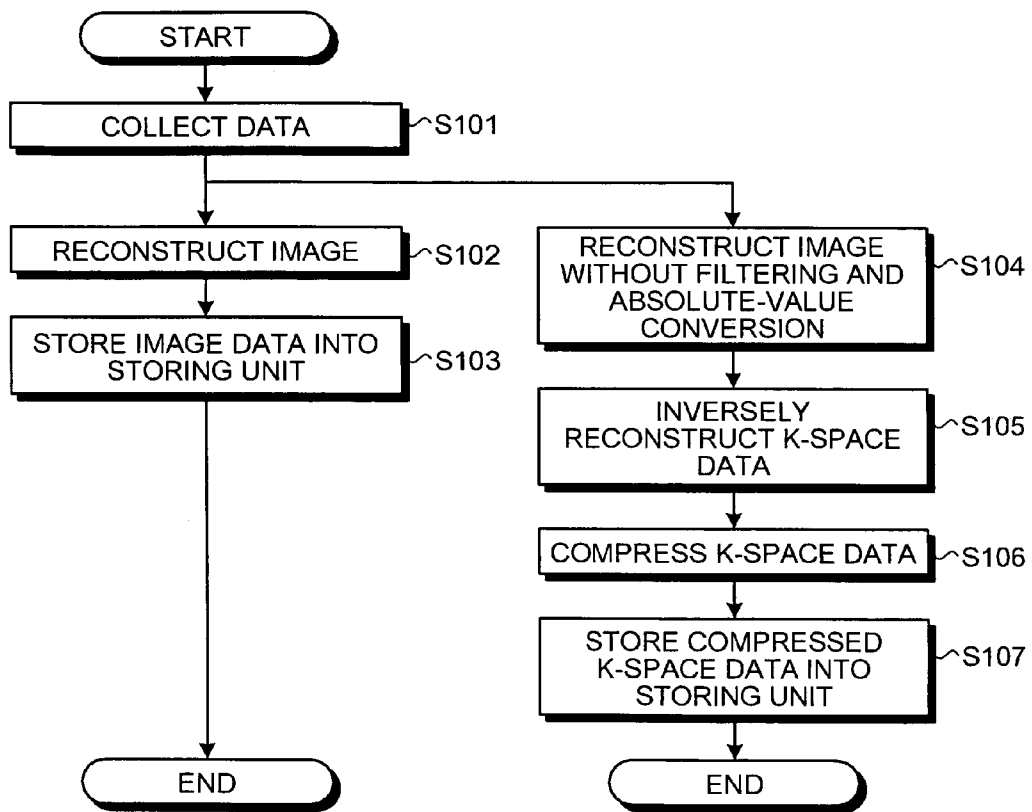 START
COLLECT DATA
S101
RECONSTRUCT IMAGE
S102
STORE IMAGE DATA INTO
STORING UNIT
S103
END
RECONSTRUCT IMAGE
WITHOUT FILTERING AND
ABSOLUTE-VALUE
CONVERSION
S104
INVERSELY
RECONSTRUCT K-SPACE
DATA
S105
COMPRESS K-SPACE DATA
S106
STORE COMPRESSED
K-SPACE DATA INTO
STORING UNIT
S107
END